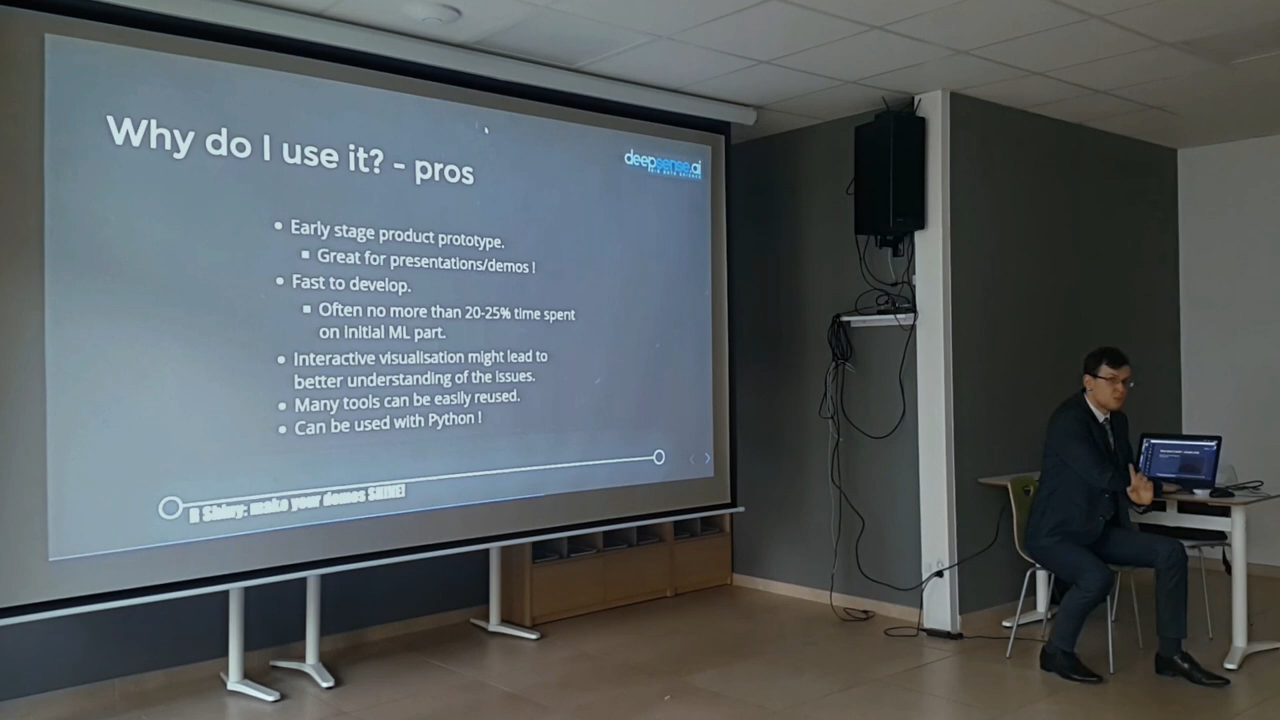 Why do I use it? - pros
deepsense.ai
Early stage product prototype.
Great for presentations/demos !
Fast to develop.
Often no more than 20-25% time spent
on initial ML part.
Interactive visualisation might lead to
better understanding of the issues.
Many tools can be easily reused.
Can be used with Python !
R Shiny: make your demos SHINE!